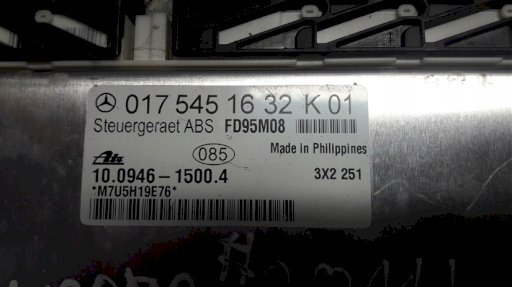 017 545 16 32 K 01
Steuergeraet ABS FD95M08
Ate 085 Made in Philippines
10.0946-1500.4 3X2 251
*M7U5H19E76*